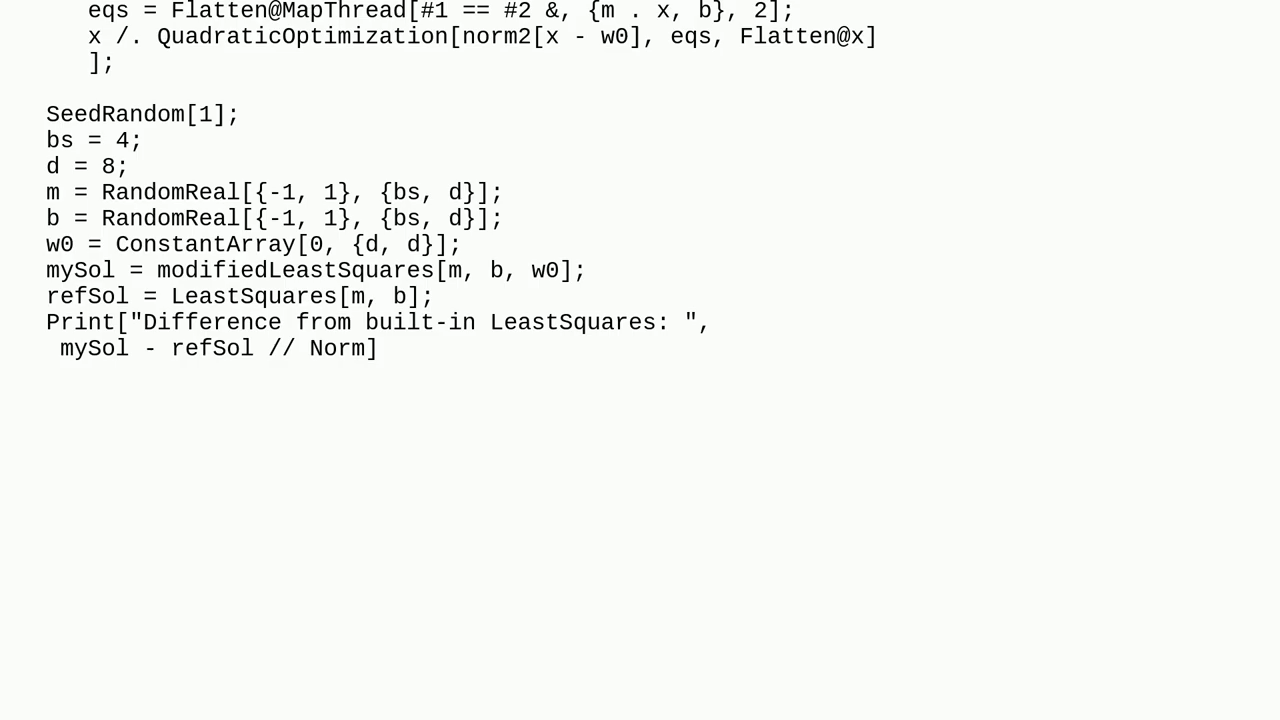 eqs = Flatten@MapThread[#1 == #2 &, {m . x, b}, 2];
x /. QuadraticOptimization[norm2[x - w0], eqs, Flatten@x]
];
SeedRandom[1];
bs = 4;
d = 8;
m = RandomReal[{-1, 1}, {bs, d}];
b = RandomReal[{-1, 1}, {bs, d}];
w0 = ConstantArray[0, {d, d}];
mySol = modifiedLeastSquares[m, b, w0];
refSol = LeastSquares[m, b];
Print["Difference from built-in LeastSquares: ",
mySol - refSol // Norm]